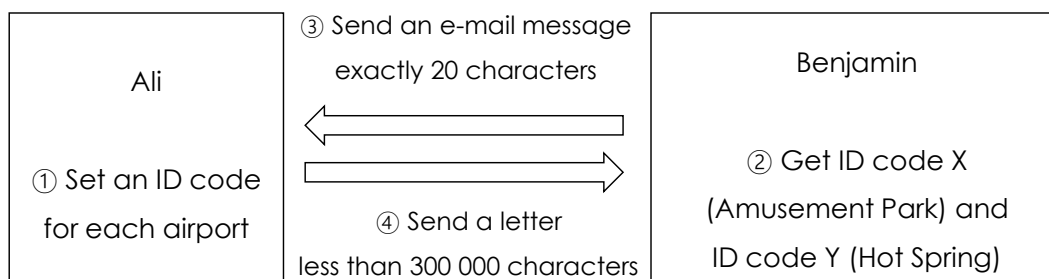 Ali
① Set an ID code
for each airport
③ Send an e-mail message
exactly 20 characters
④ Send a letter
less than 300 000 characters
Benjamin
② Get ID code X
(Amusement Park) and
ID code Y (Hot Spring)